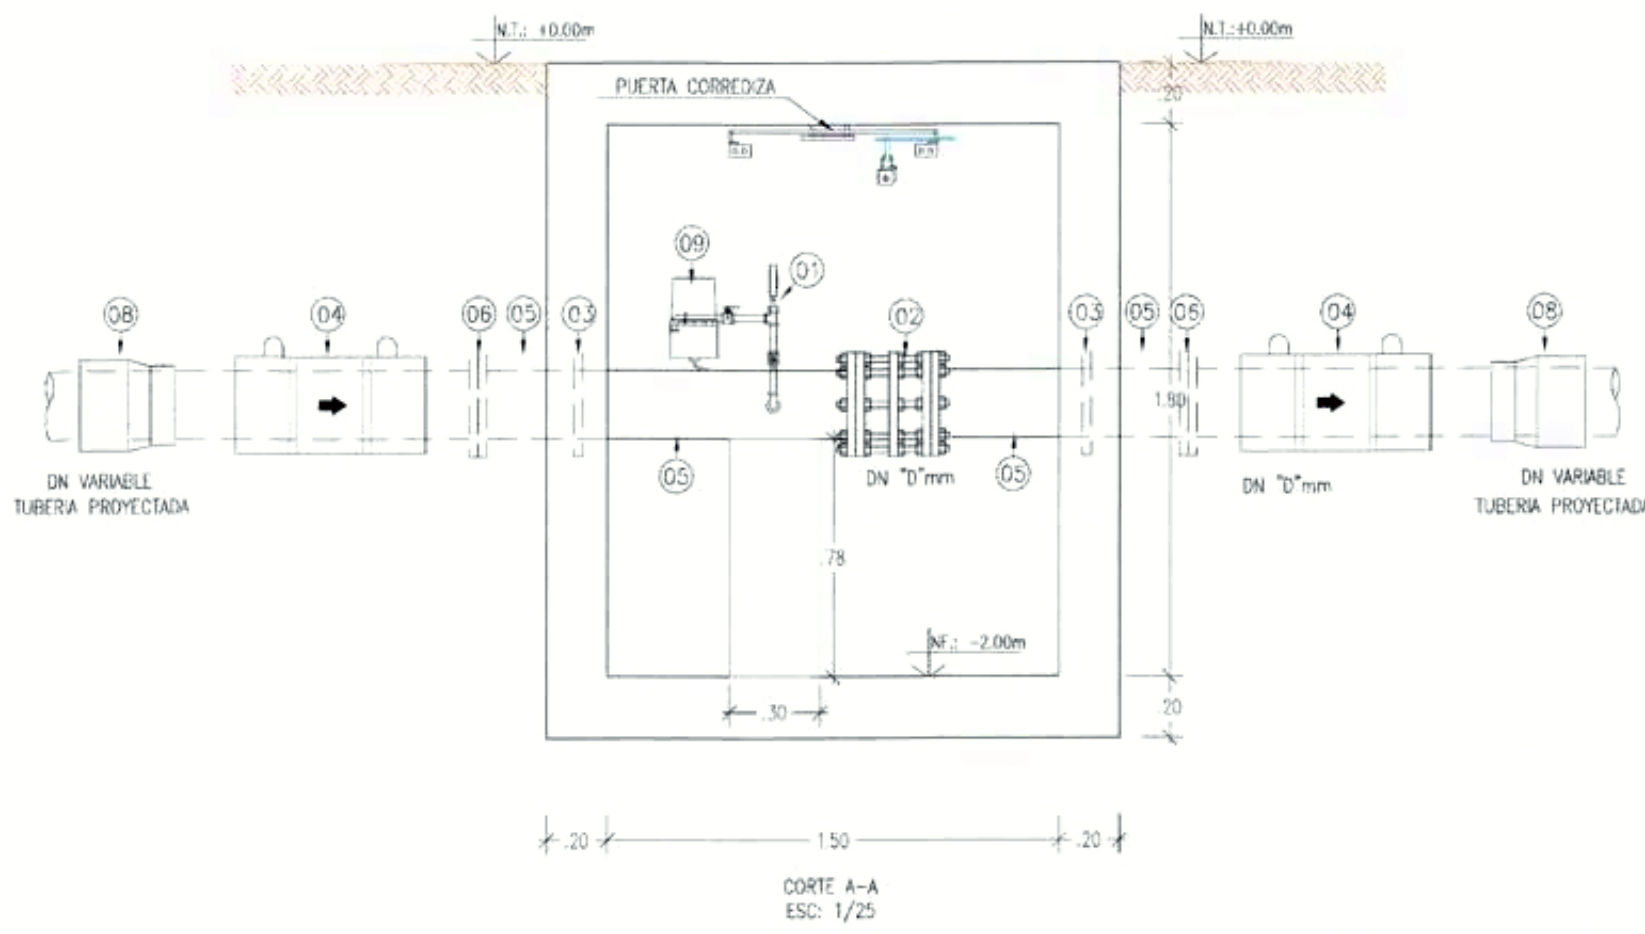 N.T.: +0.00m
N.T.:+0.00m
PUERTA CORREDIZA
.20
09
01
08
04
06
05
03
02
03
05
06
04
08
1.80
DN VARIABLE
TUBERIA PROYECTADA
05
DN "D"mm
05
DN "D"mm
DN VARIABLE
TUBERIA PROYECTADA
.78
NF.: -2.00m
.30
.20
.20
1.50
.20
CORTE A-A
ESC: 1/25